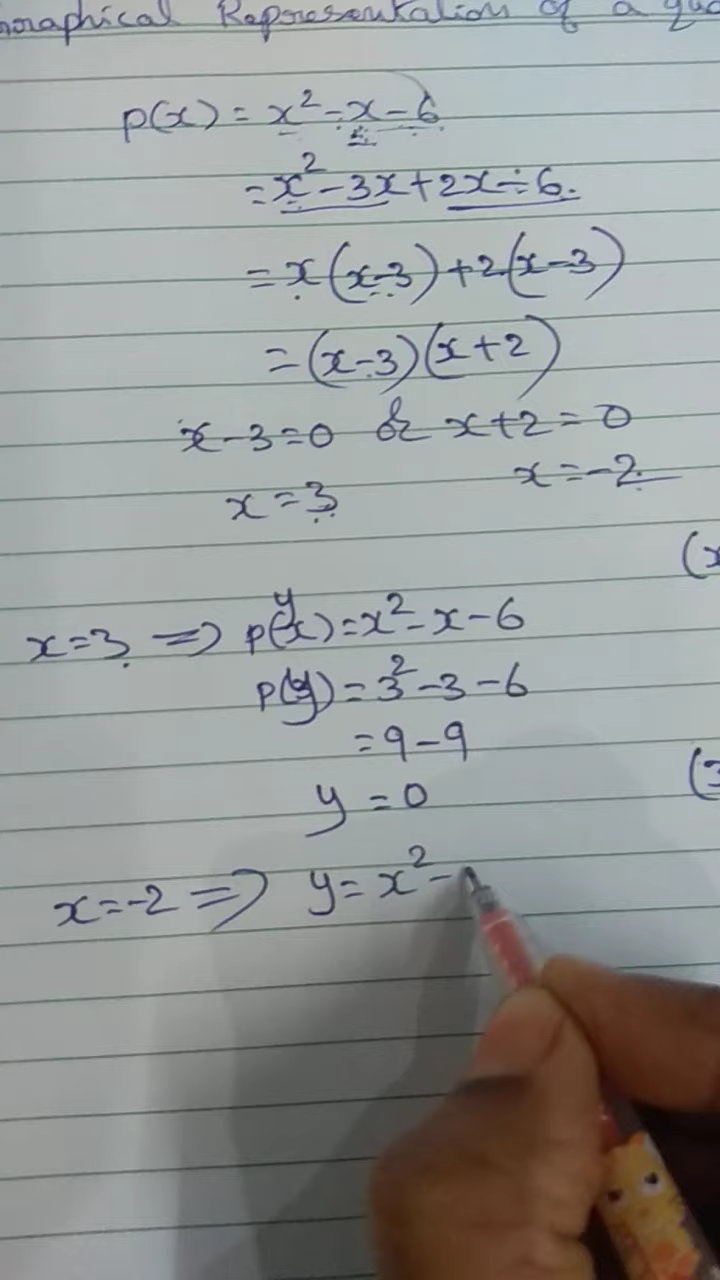 Graphical Representation of a qua
p(x) = x² - x - 6
= x² - 3x + 2x - 6.
= x(x-3) + 2(x-3)
= (x-3)(x+2)
x-3=0 & x+2=0
x=3 x=-2
(x
x=3 ⇒ p(x) = x² - x - 6
y
p(y) = 3² - 3 - 6
= 9 - 9
(3
y = 0
x=-2 ⇒ y = x² -